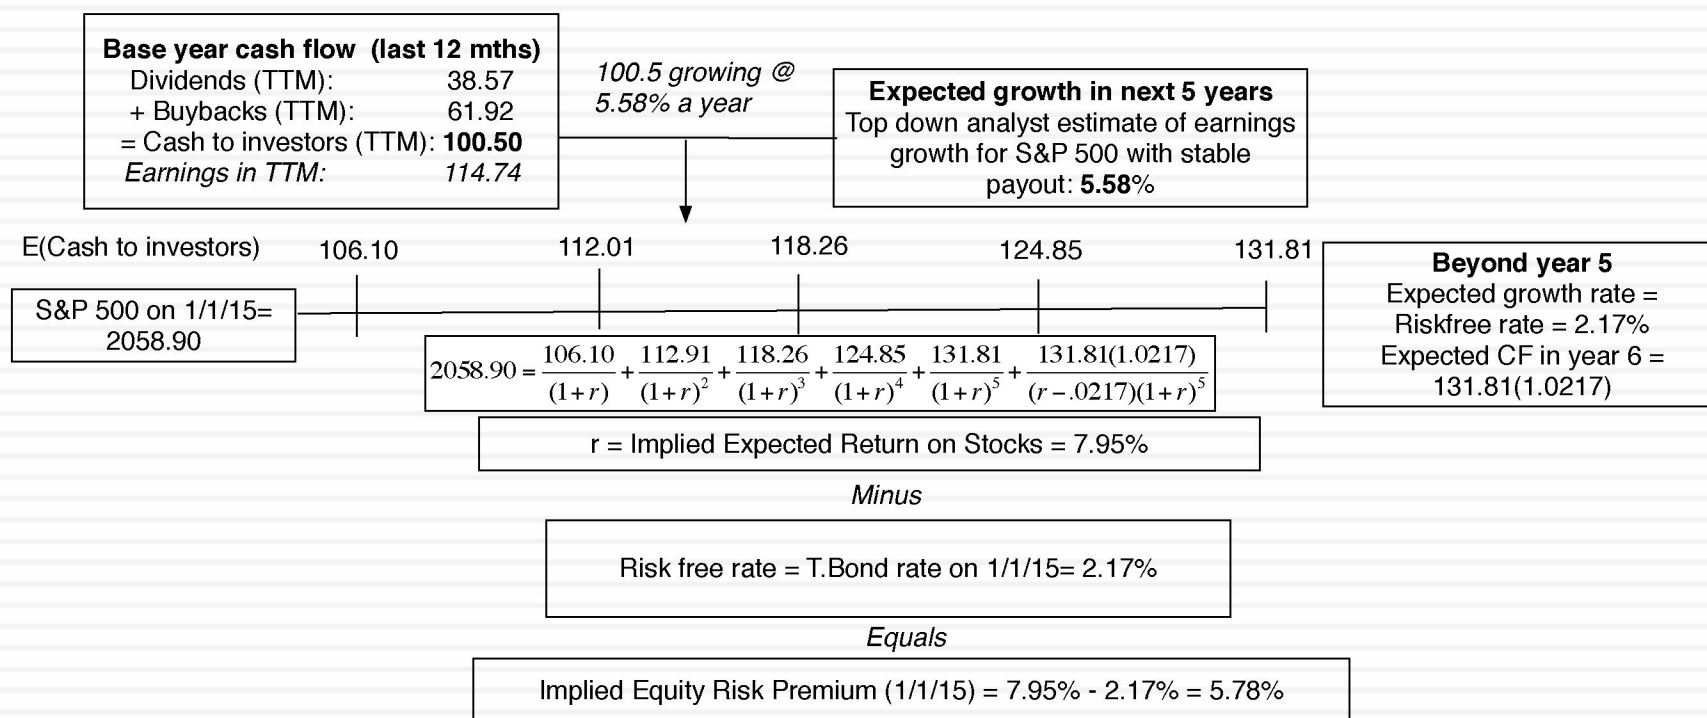 Base year cash flow  (last 12 mths)
Dividends (TTM): 38.57
+ Buybacks (TTM): 61.92
= Cash to investors (TTM): 100.50
Earnings in TTM: 114.74
100.5 growing @
5.58% a year
Expected growth in next 5 years
Top down analyst estimate of earnings
growth for S&P 500 with stable
payout: 5.58%
E(Cash to investors) 106.10 112.01 118.26 124.85 131.81
S&P 500 on 1/1/15=
2058.90
Beyond year 5
Expected growth rate =
Riskfree rate = 2.17%
Expected CF in year 6 =
131.81(1.0217)
2058.90 = 106.10/(1+r) + 112.91/(1+r)^2 + 118.26/(1+r)^3 + 124.85/(1+r)^4 + 131.81/(1+r)^5 + 131.81(1.0217)/((r-.0217)(1+r)^5)
r = Implied Expected Return on Stocks = 7.95%
Minus
Risk free rate = T.Bond rate on 1/1/15= 2.17%
Equals
Implied Equity Risk Premium (1/1/15) = 7.95% - 2.17% = 5.78%